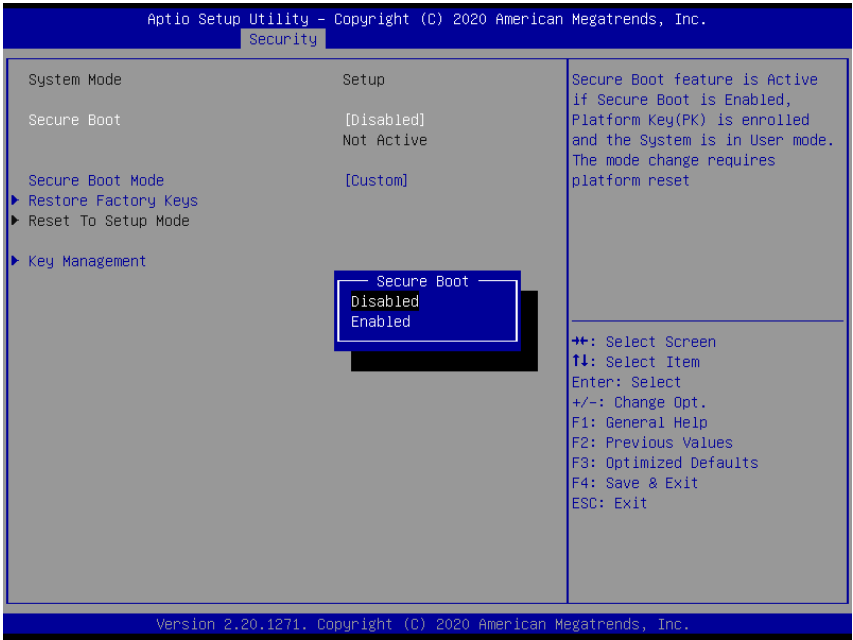 Aptio Setup Utility – Copyright (C) 2020 American Megatrends, Inc.
Security
System Mode Setup
Secure Boot [Disabled]
Not Active
Secure Boot Mode [Custom]
Restore Factory Keys
Reset To Setup Mode
Key Management
Secure Boot
Disabled
Enabled
Secure Boot feature is Active
if Secure Boot is Enabled,
Platform Key(PK) is enrolled
and the System is in User mode.
The mode change requires
platform reset
→←: Select Screen
↑↓: Select Item
Enter: Select
+/-: Change Opt.
F1: General Help
F2: Previous Values
F3: Optimized Defaults
F4: Save & Exit
ESC: Exit
Version 2.20.1271. Copyright (C) 2020 American Megatrends, Inc.